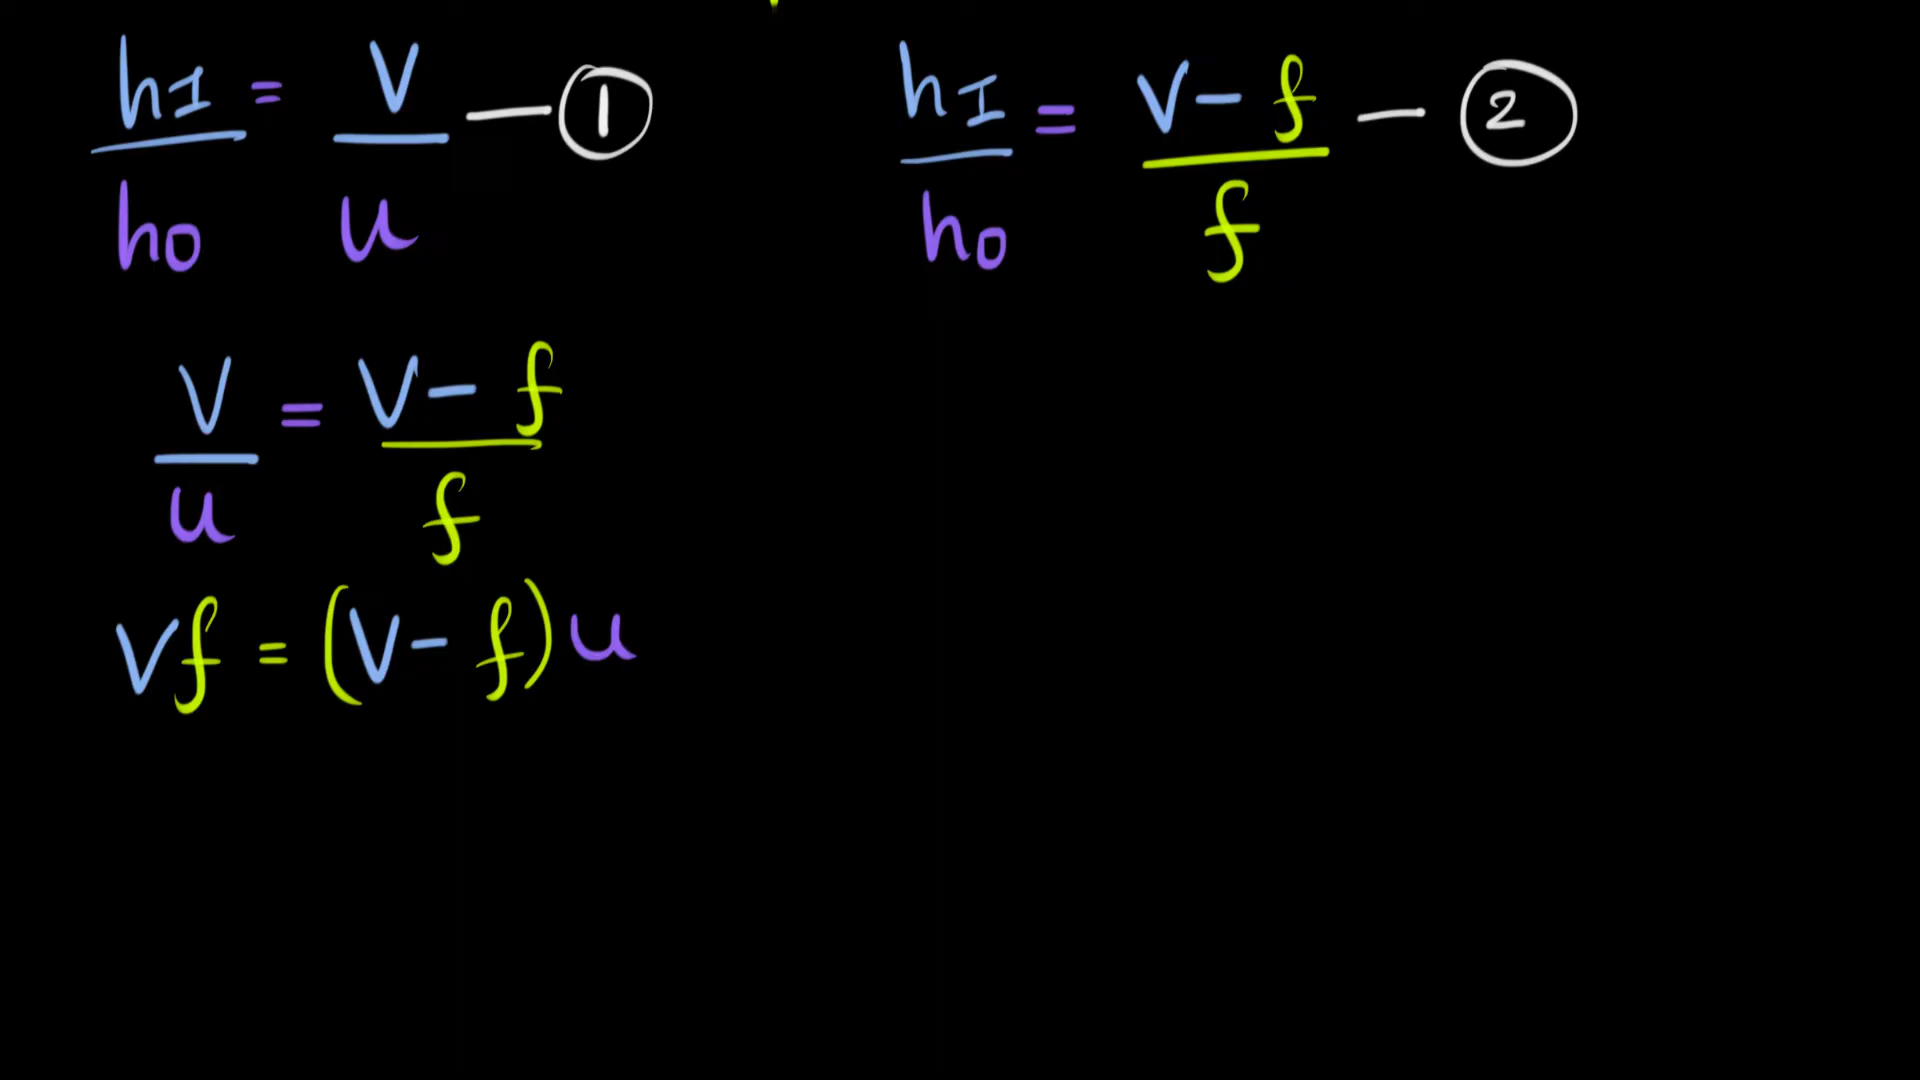 hI/ho = v/u — ①
hI/ho = (v - f)/f — ②
v/u = (v - f)/f
vf = (v - f)u